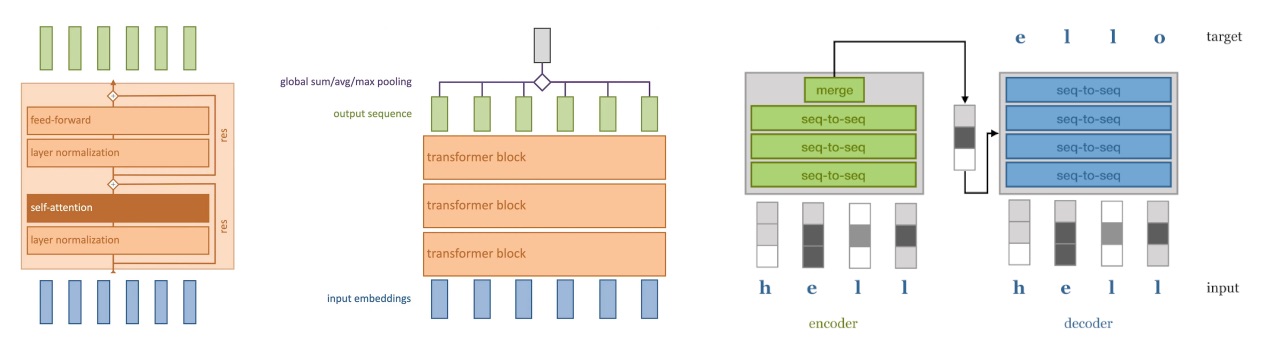 feed-forward
layer normalization
res
self-attention
layer normalization
res
global sum/avg/max pooling
output sequence
transformer block
transformer block
transformer block
input embeddings
merge
seq-to-seq
seq-to-seq
seq-to-seq
h e l l
encoder
e l l o target
seq-to-seq
seq-to-seq
seq-to-seq
seq-to-seq
h e l l input
decoder